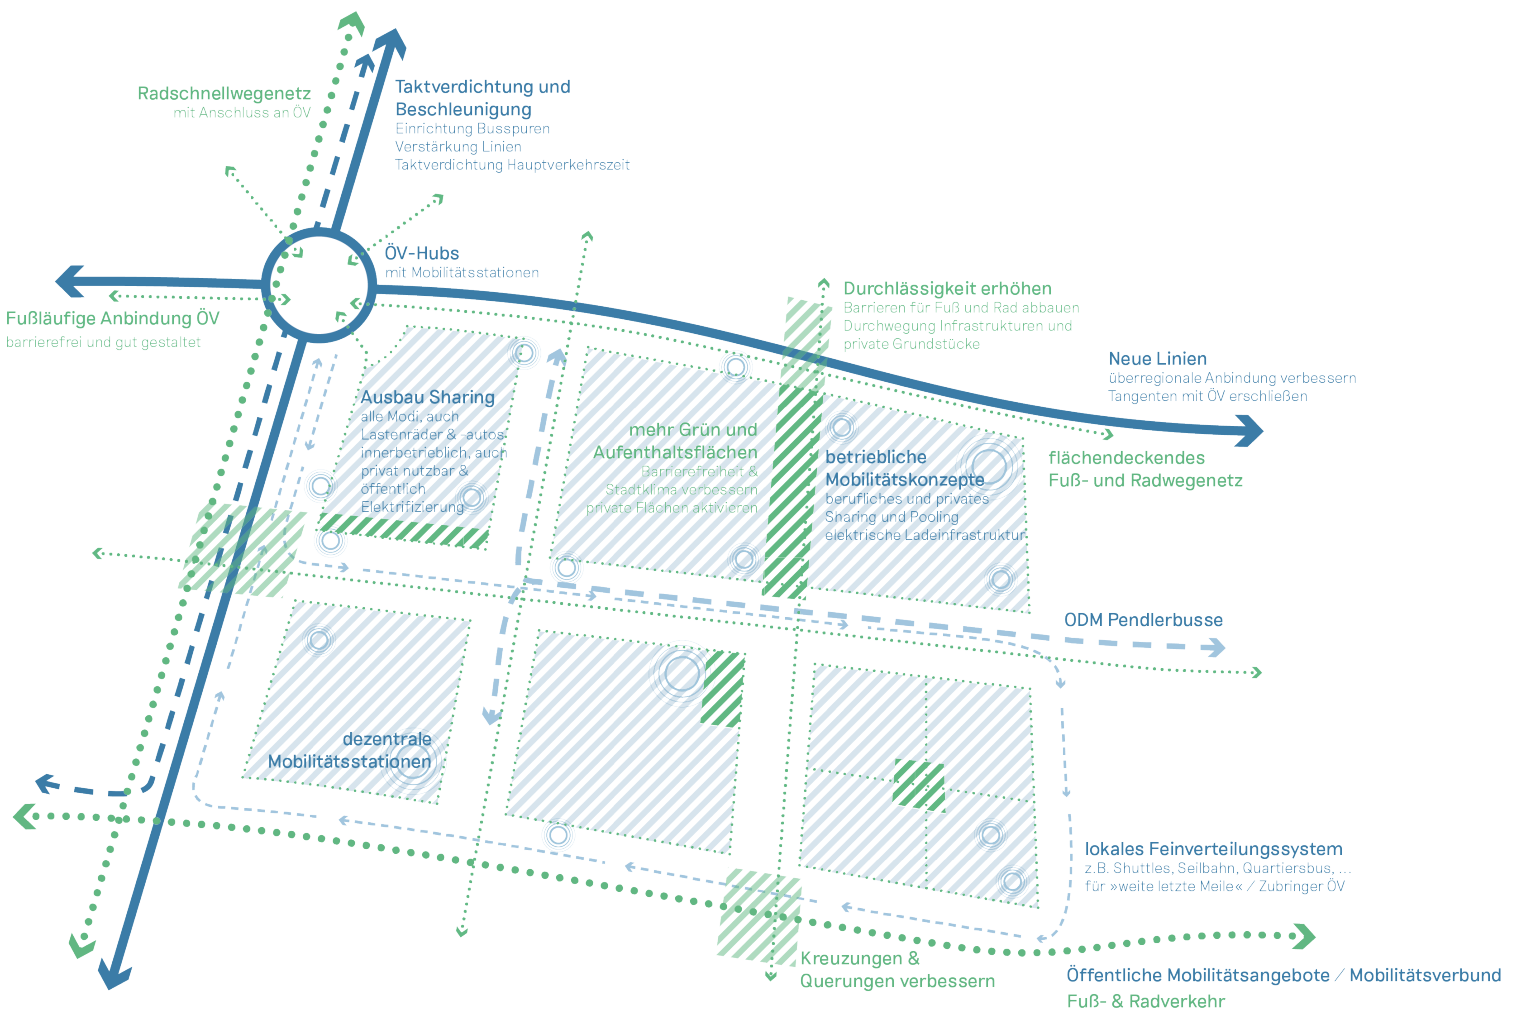 Radschnellwegenetz
mit Anschluss an ÖV
Taktverdichtung und
Beschleunigung
Einrichtung Busspuren
Verstärkung Linien
Taktverdichtung Hauptverkehrszeit
ÖV-Hubs
mit Mobilitätsstationen
Fußläufige Anbindung ÖV
barrierefrei und gut gestaltet
Durchlässigkeit erhöhen
Barrieren für Fuß und Rad abbauen
Durchwegung Infrastrukturen und
private Grundstücke
Neue Linien
überregionale Anbindung verbessern
Tangenten mit ÖV erschließen
Ausbau Sharing
alle Modi, auch
Lastenräder & -autos
innerbetrieblich, auch
privat nutzbar &
öffentlich
Elektrifizierung
mehr Grün und
Aufenthaltsflächen
Barrierefreiheit &
Stadtklima verbessern
private Flächen aktivieren
betriebliche
Mobilitätskonzepte
berufliches und privates
Sharing und Pooling
elektrische Ladeinfrastruktur
flächendeckendes
Fuß- und Radwegenetz
ODM Pendlerbusse
dezentrale
Mobilitätsstationen
lokales Feinverteilungssystem
z.B. Shuttles, Seilbahn, Quartiersbus, ...
für »weite letzte Meile« / Zubringer ÖV
Kreuzungen &
Querungen verbessern
Öffentliche Mobilitätsangebote / Mobilitätsverbund
Fuß- & Radverkehr